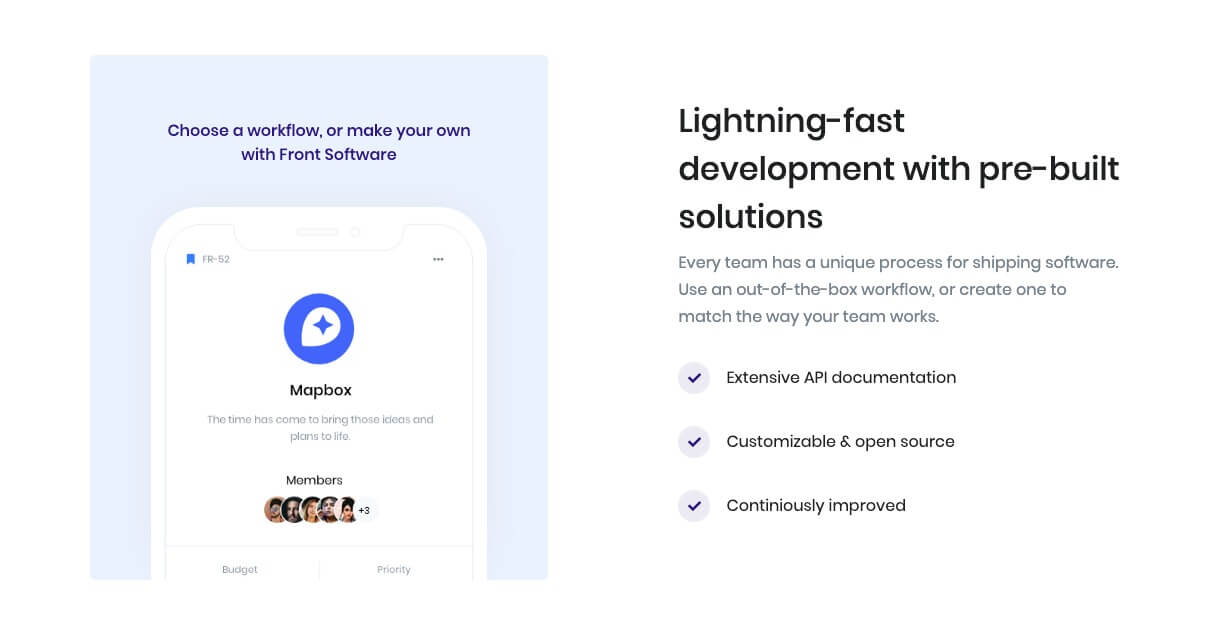 Choose a workflow, or make your own
with Front Software
FR-52
Mapbox
The time has come to bring those ideas and
plans to life.
Members
+3
Budget
Priority
Lightning-fast
development with pre-built
solutions
Every team has a unique process for shipping software.
Use an out-of-the-box workflow, or create one to
match the way your team works.
Extensive API documentation
Customizable & open source
Continiously improved